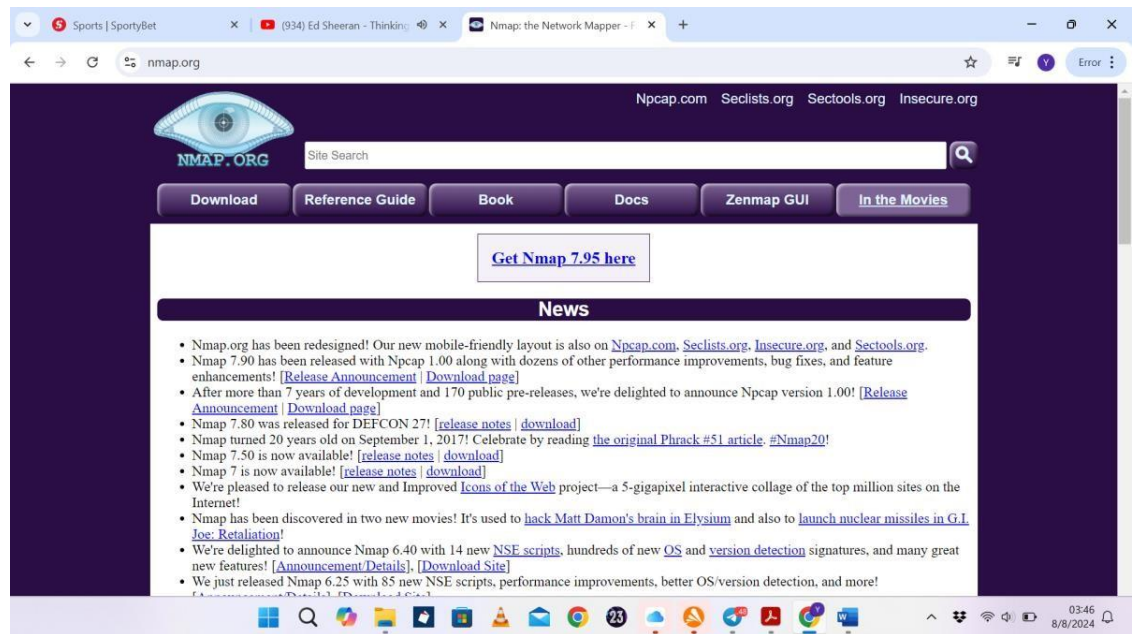 Sports | SportyBet
(934) Ed Sheeran - Thinking
Nmap: the Network Mapper - F
nmap.org
Y
Error
Npcap.com Seclists.org Sectools.org Insecure.org
NMAP.ORG
Site Search
Download Reference Guide Book Docs Zenmap GUI In the Movies
Get Nmap 7.95 here
News
• Nmap.org has been redesigned! Our new mobile-friendly layout is also on Npcap.com, Seclists.org, Insecure.org, and Sectools.org.
• Nmap 7.90 has been released with Npcap 1.00 along with dozens of other performance improvements, bug fixes, and feature
enhancements! [Release Announcement | Download page]
• After more than 7 years of development and 170 public pre-releases, we're delighted to announce Npcap version 1.00! [Release
Announcement | Download page]
• Nmap 7.80 was released for DEFCON 27! [release notes | download]
• Nmap turned 20 years old on September 1, 2017! Celebrate by reading the original Phrack #51 article. #Nmap20!
• Nmap 7.50 is now available! [release notes | download]
• Nmap 7 is now available! [release notes | download]
• We're pleased to release our new and Improved Icons of the Web project—a 5-gigapixel interactive collage of the top million sites on the
Internet!
• Nmap has been discovered in two new movies! It's used to hack Matt Damon's brain in Elysium and also to launch nuclear missiles in G.I.
Joe: Retaliation!
• We're delighted to announce Nmap 6.40 with 14 new NSE scripts, hundreds of new OS and version detection signatures, and many great
new features! [Announcement/Details], [Download Site]
• We just released Nmap 6.25 with 85 new NSE scripts, performance improvements, better OS/version detection, and more!
[Announcement/Details], [Download Site]
23
03:46
8/8/2024